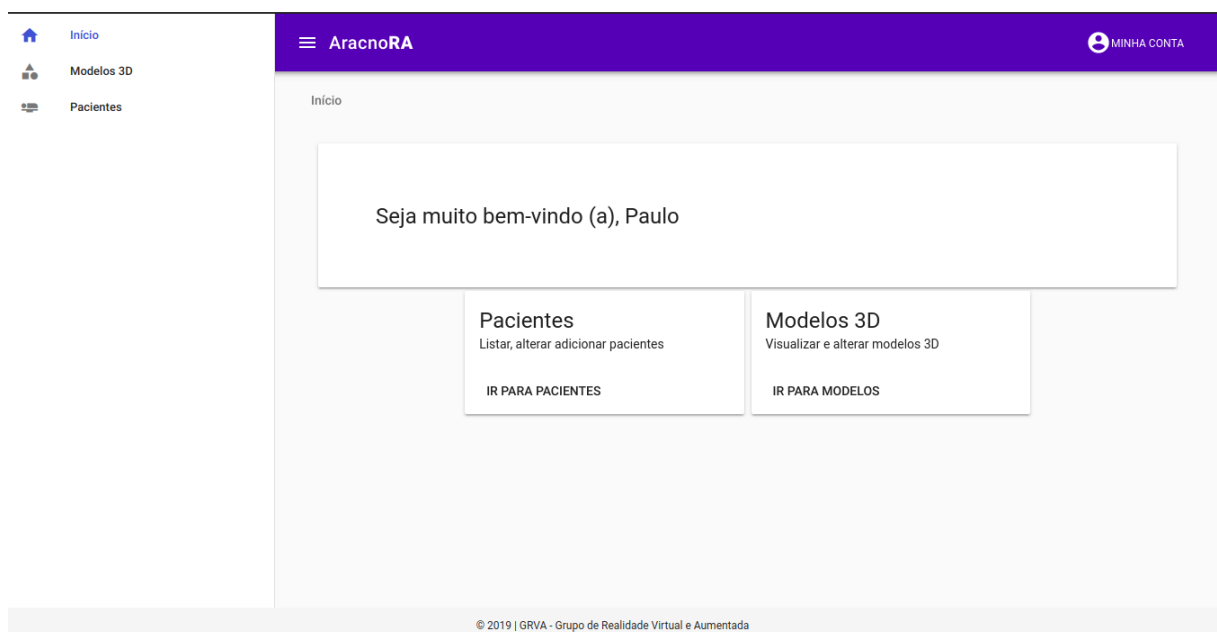 Início
Modelos 3D
Pacientes
AracnoRA
MINHA CONTA
Início
Seja muito bem-vindo (a), Paulo
Pacientes
Listar, alterar adicionar pacientes
IR PARA PACIENTES
Modelos 3D
Visualizar e alterar modelos 3D
IR PARA MODELOS
© 2019 | GRVA - Grupo de Realidade Virtual e Aumentada